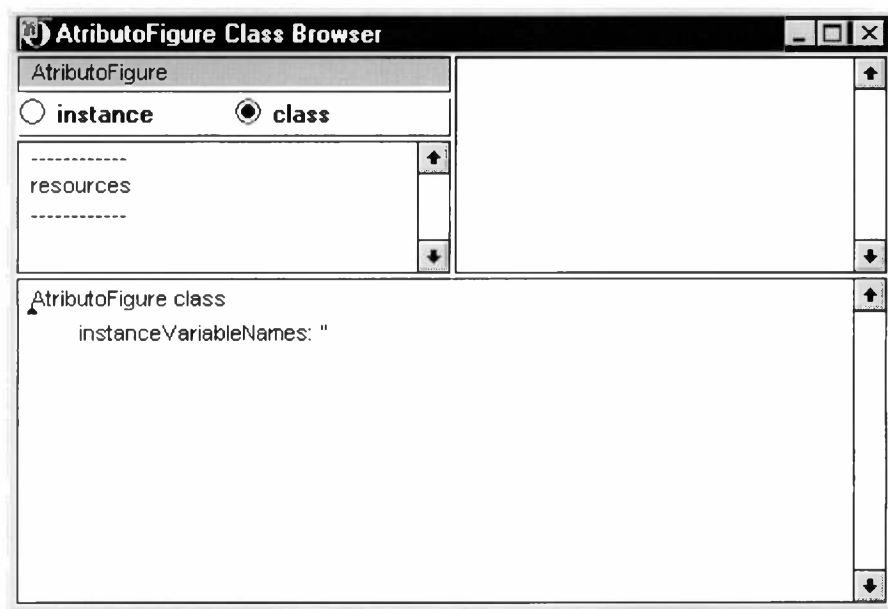 AtributoFigure Class Browser
AtributoFigure
instance class
------------
resources
------------
AtributoFigure class
instanceVariableNames: ''